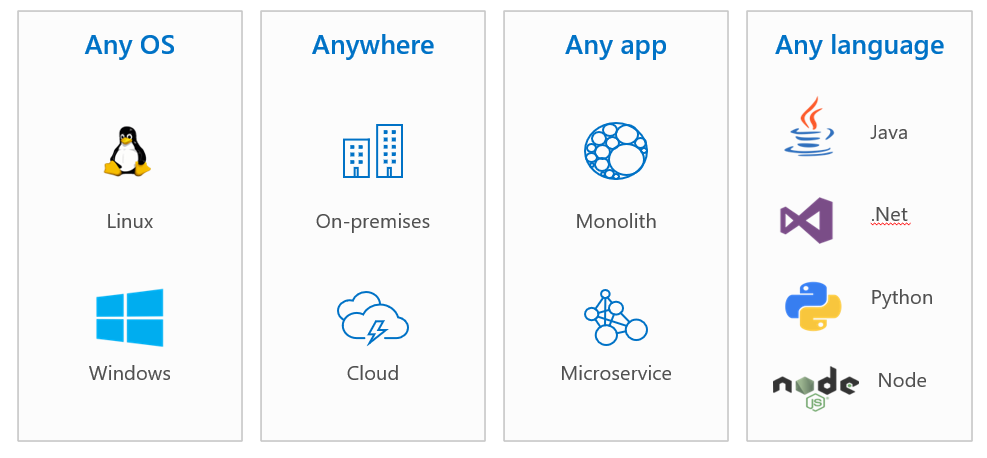 Any OS
Linux
Windows
Anywhere
On-premises
Cloud
Any app
Monolith
Microservice
Any language
Java
.Net
Python
node
JS
Node